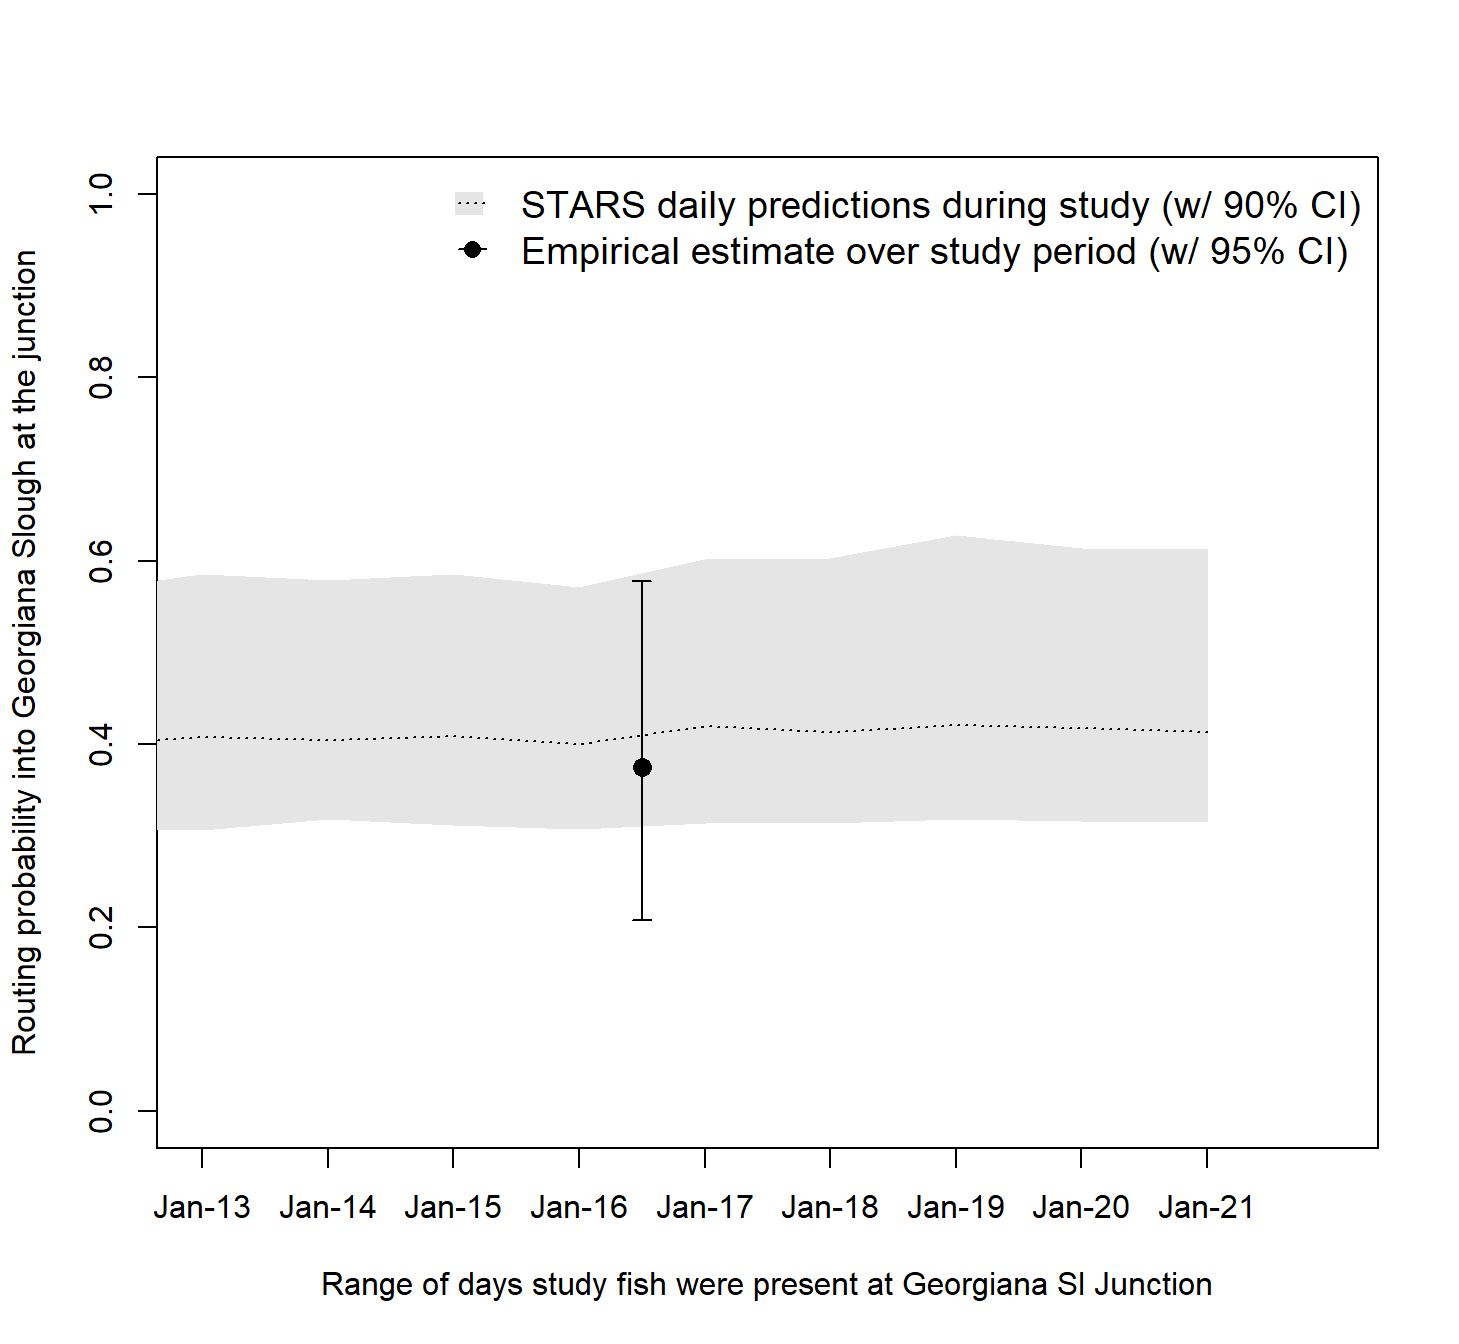 STARS daily predictions during study (w/ 90% CI)
Empirical estimate over study period (w/ 95% CI)
Routing probability into Georgiana Slough at the junction
1.0
0.8
0.6
0.4
0.2
0.0
Jan-13 Jan-14 Jan-15 Jan-16 Jan-17 Jan-18 Jan-19 Jan-20 Jan-21
Range of days study fish were present at Georgiana Sl Junction